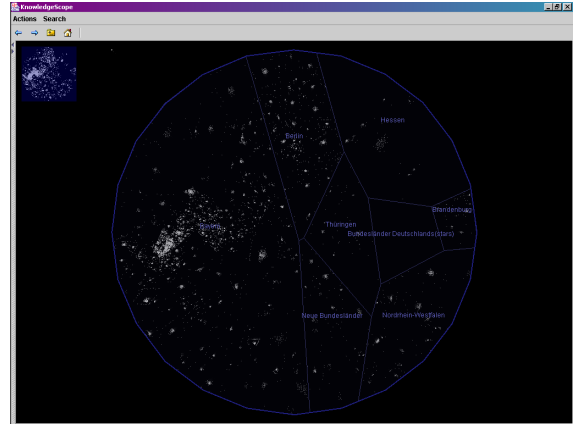 KnowledgeScope
Actions Search
Hessen
Berlin
Brandenburg
Thüringen
Bundesländer Deutschlands(stars)
Neue Bundesländer
Nordrhein-Westfalen